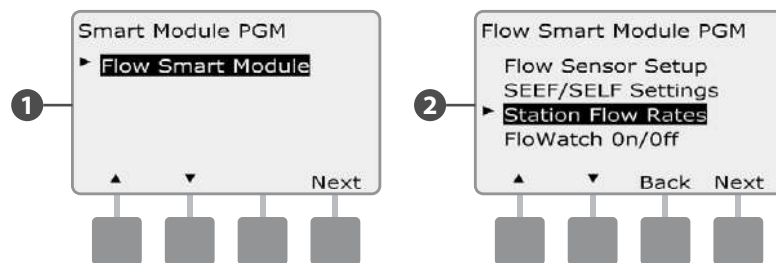 Smart Module PGM
► Flow Smart Module
1
▲ ▼ Next
Flow Smart Module PGM
Flow Sensor Setup
SEEF/SELF Settings
2
► Station Flow Rates
FloWatch On/Off
▲ ▼ Back Next